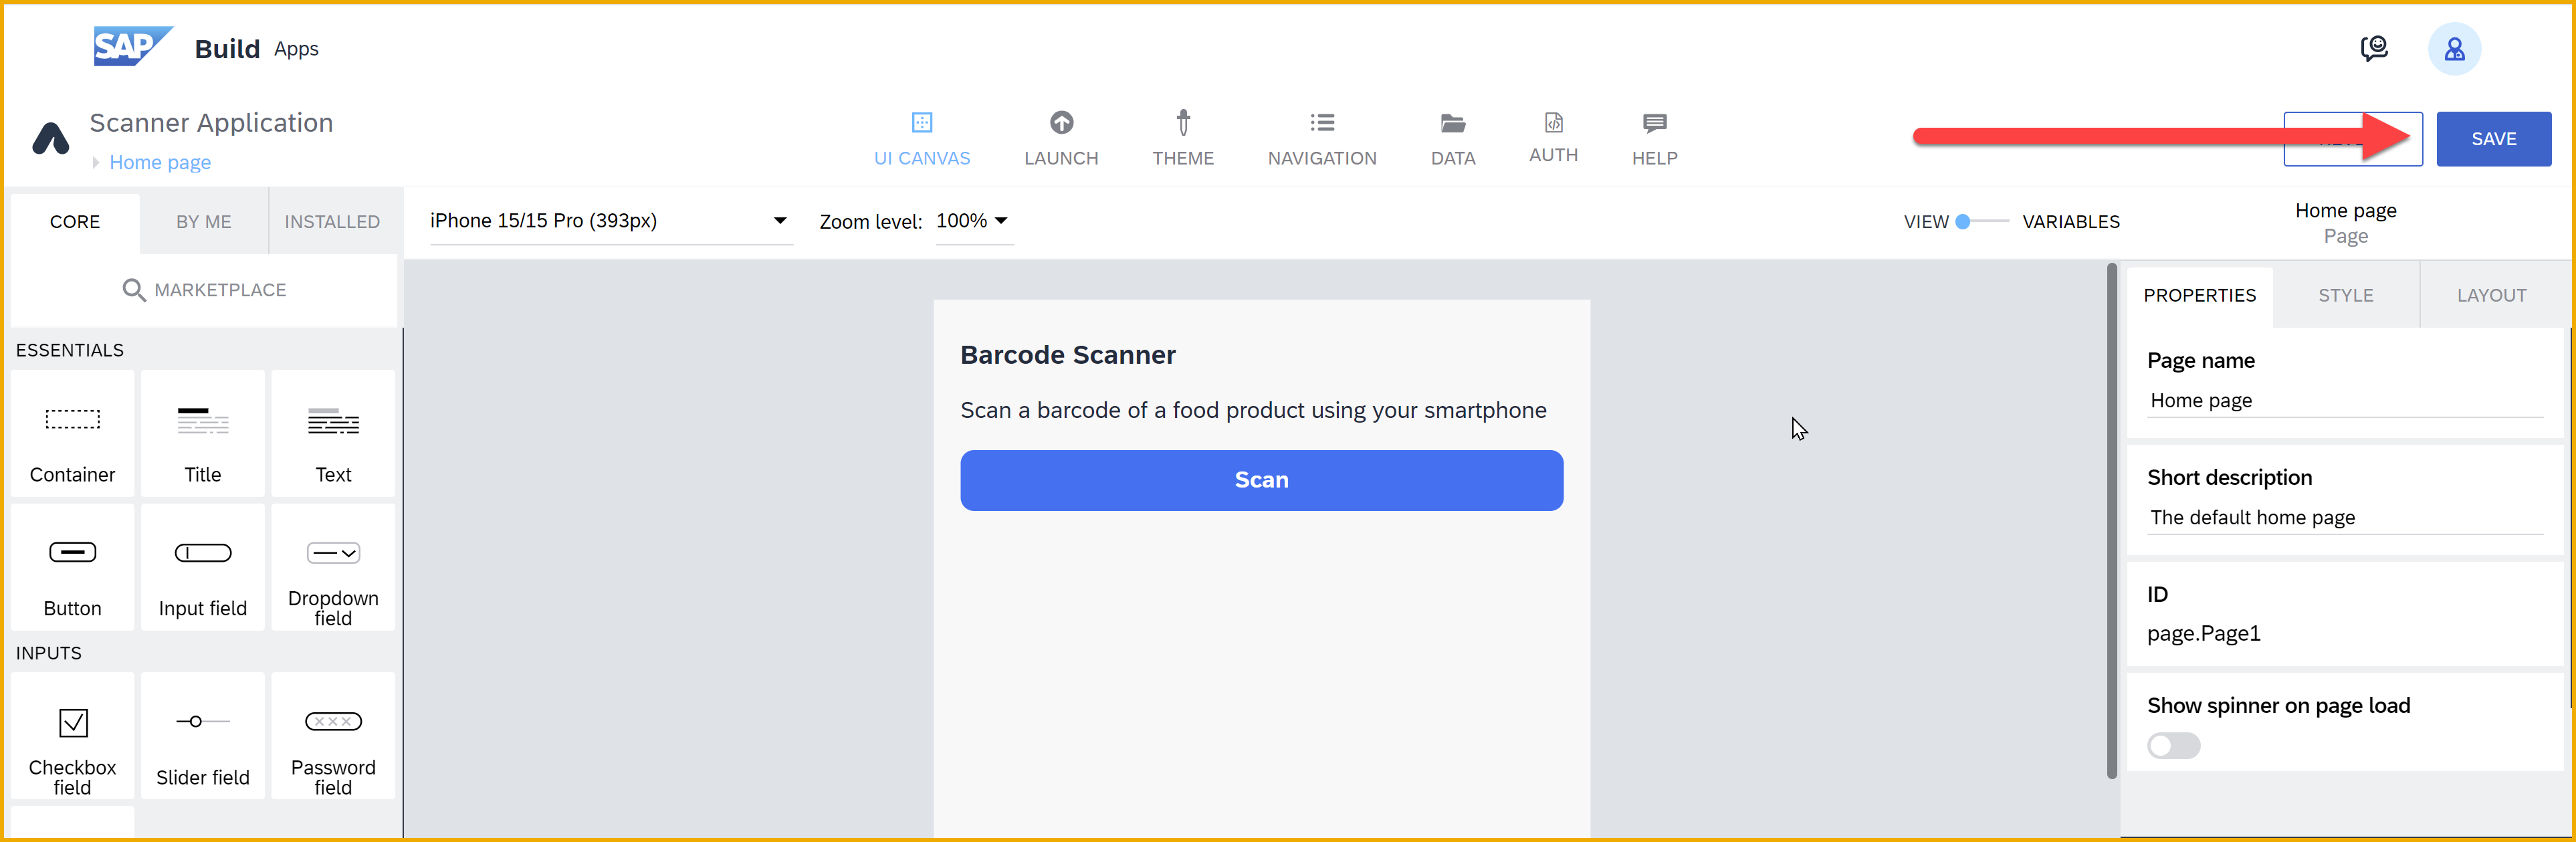 SAP Build Apps
Scanner Application
Home page
UI CANVAS
LAUNCH
THEME
NAVIGATION
DATA
AUTH
HELP
SAVE
CORE
BY ME
INSTALLED
iPhone 15/15 Pro (393px)
Zoom level: 100%
VIEW
VARIABLES
Home page
Page
MARKETPLACE
PROPERTIES
STYLE
LAYOUT
ESSENTIALS
Container
Title
Text
Button
Input field
Dropdown
field
INPUTS
Checkbox
field
Slider field
Password
field
Barcode Scanner
Scan a barcode of a food product using your smartphone
Scan
Page name
Home page
Short description
The default home page
ID
page.Page1
Show spinner on page load